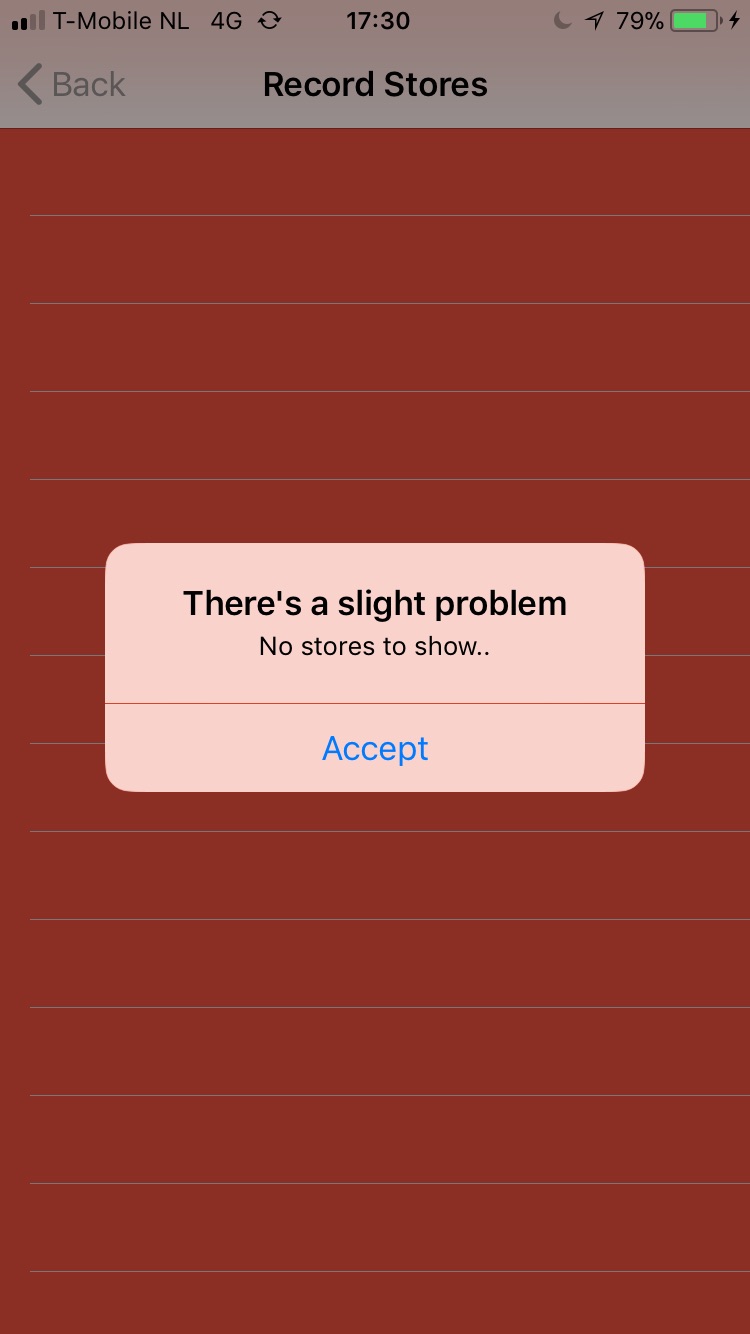 T-Mobile NL 4G 17:30 79%
Back Record Stores
There's a slight problem
No stores to show..
Accept